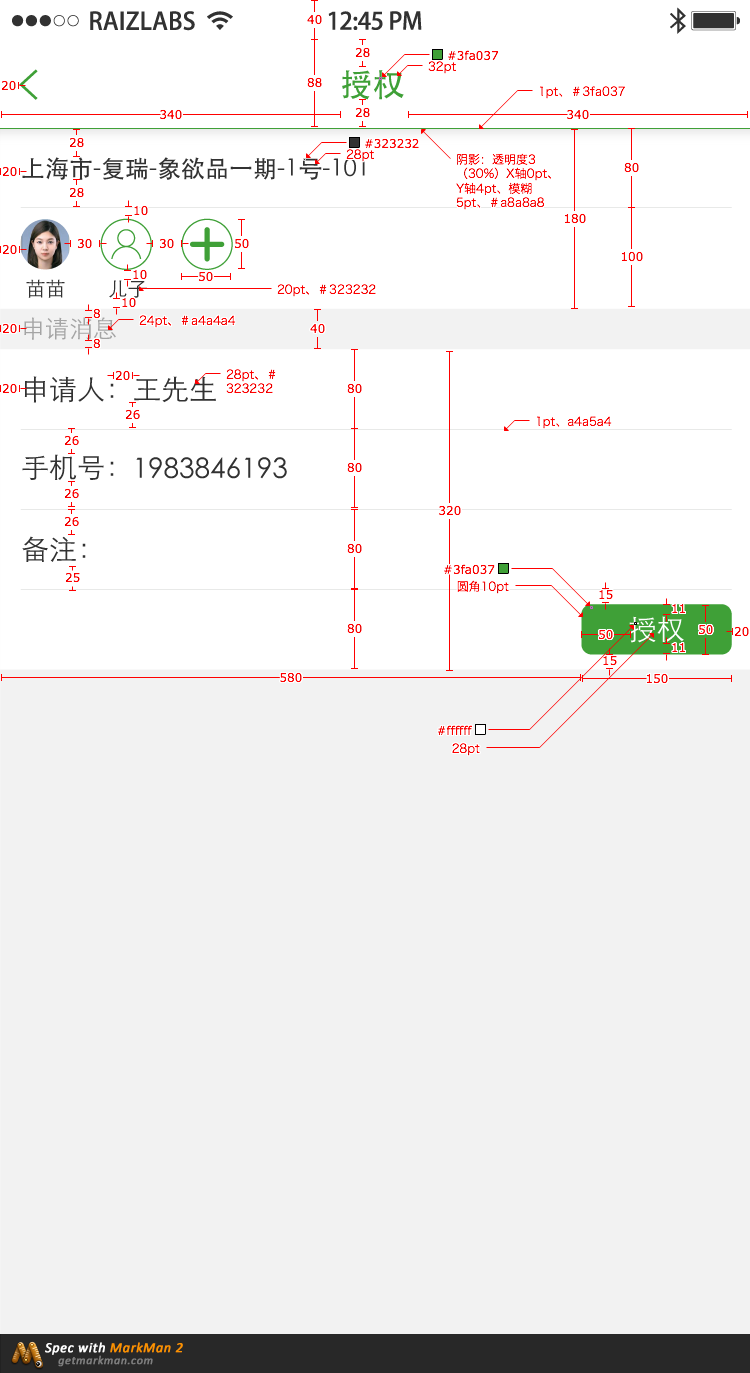 RAIZLABS 40 12:45 PM
28 #3fa037
32pt
20 88 授权 1pt、#3fa037
340 28 340
28 #323232
28pt
20 上海市-复瑞-象欲品一期-1号-101
28
阴影：透明度3
（30%）X轴0pt、
Y轴4pt、模糊
5pt、#a8a8a8
80
180
10
20 30 30 50
100
10 50
苗苗 儿子 20pt、#323232
10
8 24pt、#a4a4a4
20 申请消息 40
8
20 28pt、#
323232
20 申请人：王先生 80
26 1pt、a4a5a4
26
手机号：1983846193 80
26
320
26
备注： 80
25
#3fa037
圆角10pt
15
11
80 50 授权 50 20
11
15
580 150
#ffffff
28pt
Spec with MarkMan 2
getmarkman.com